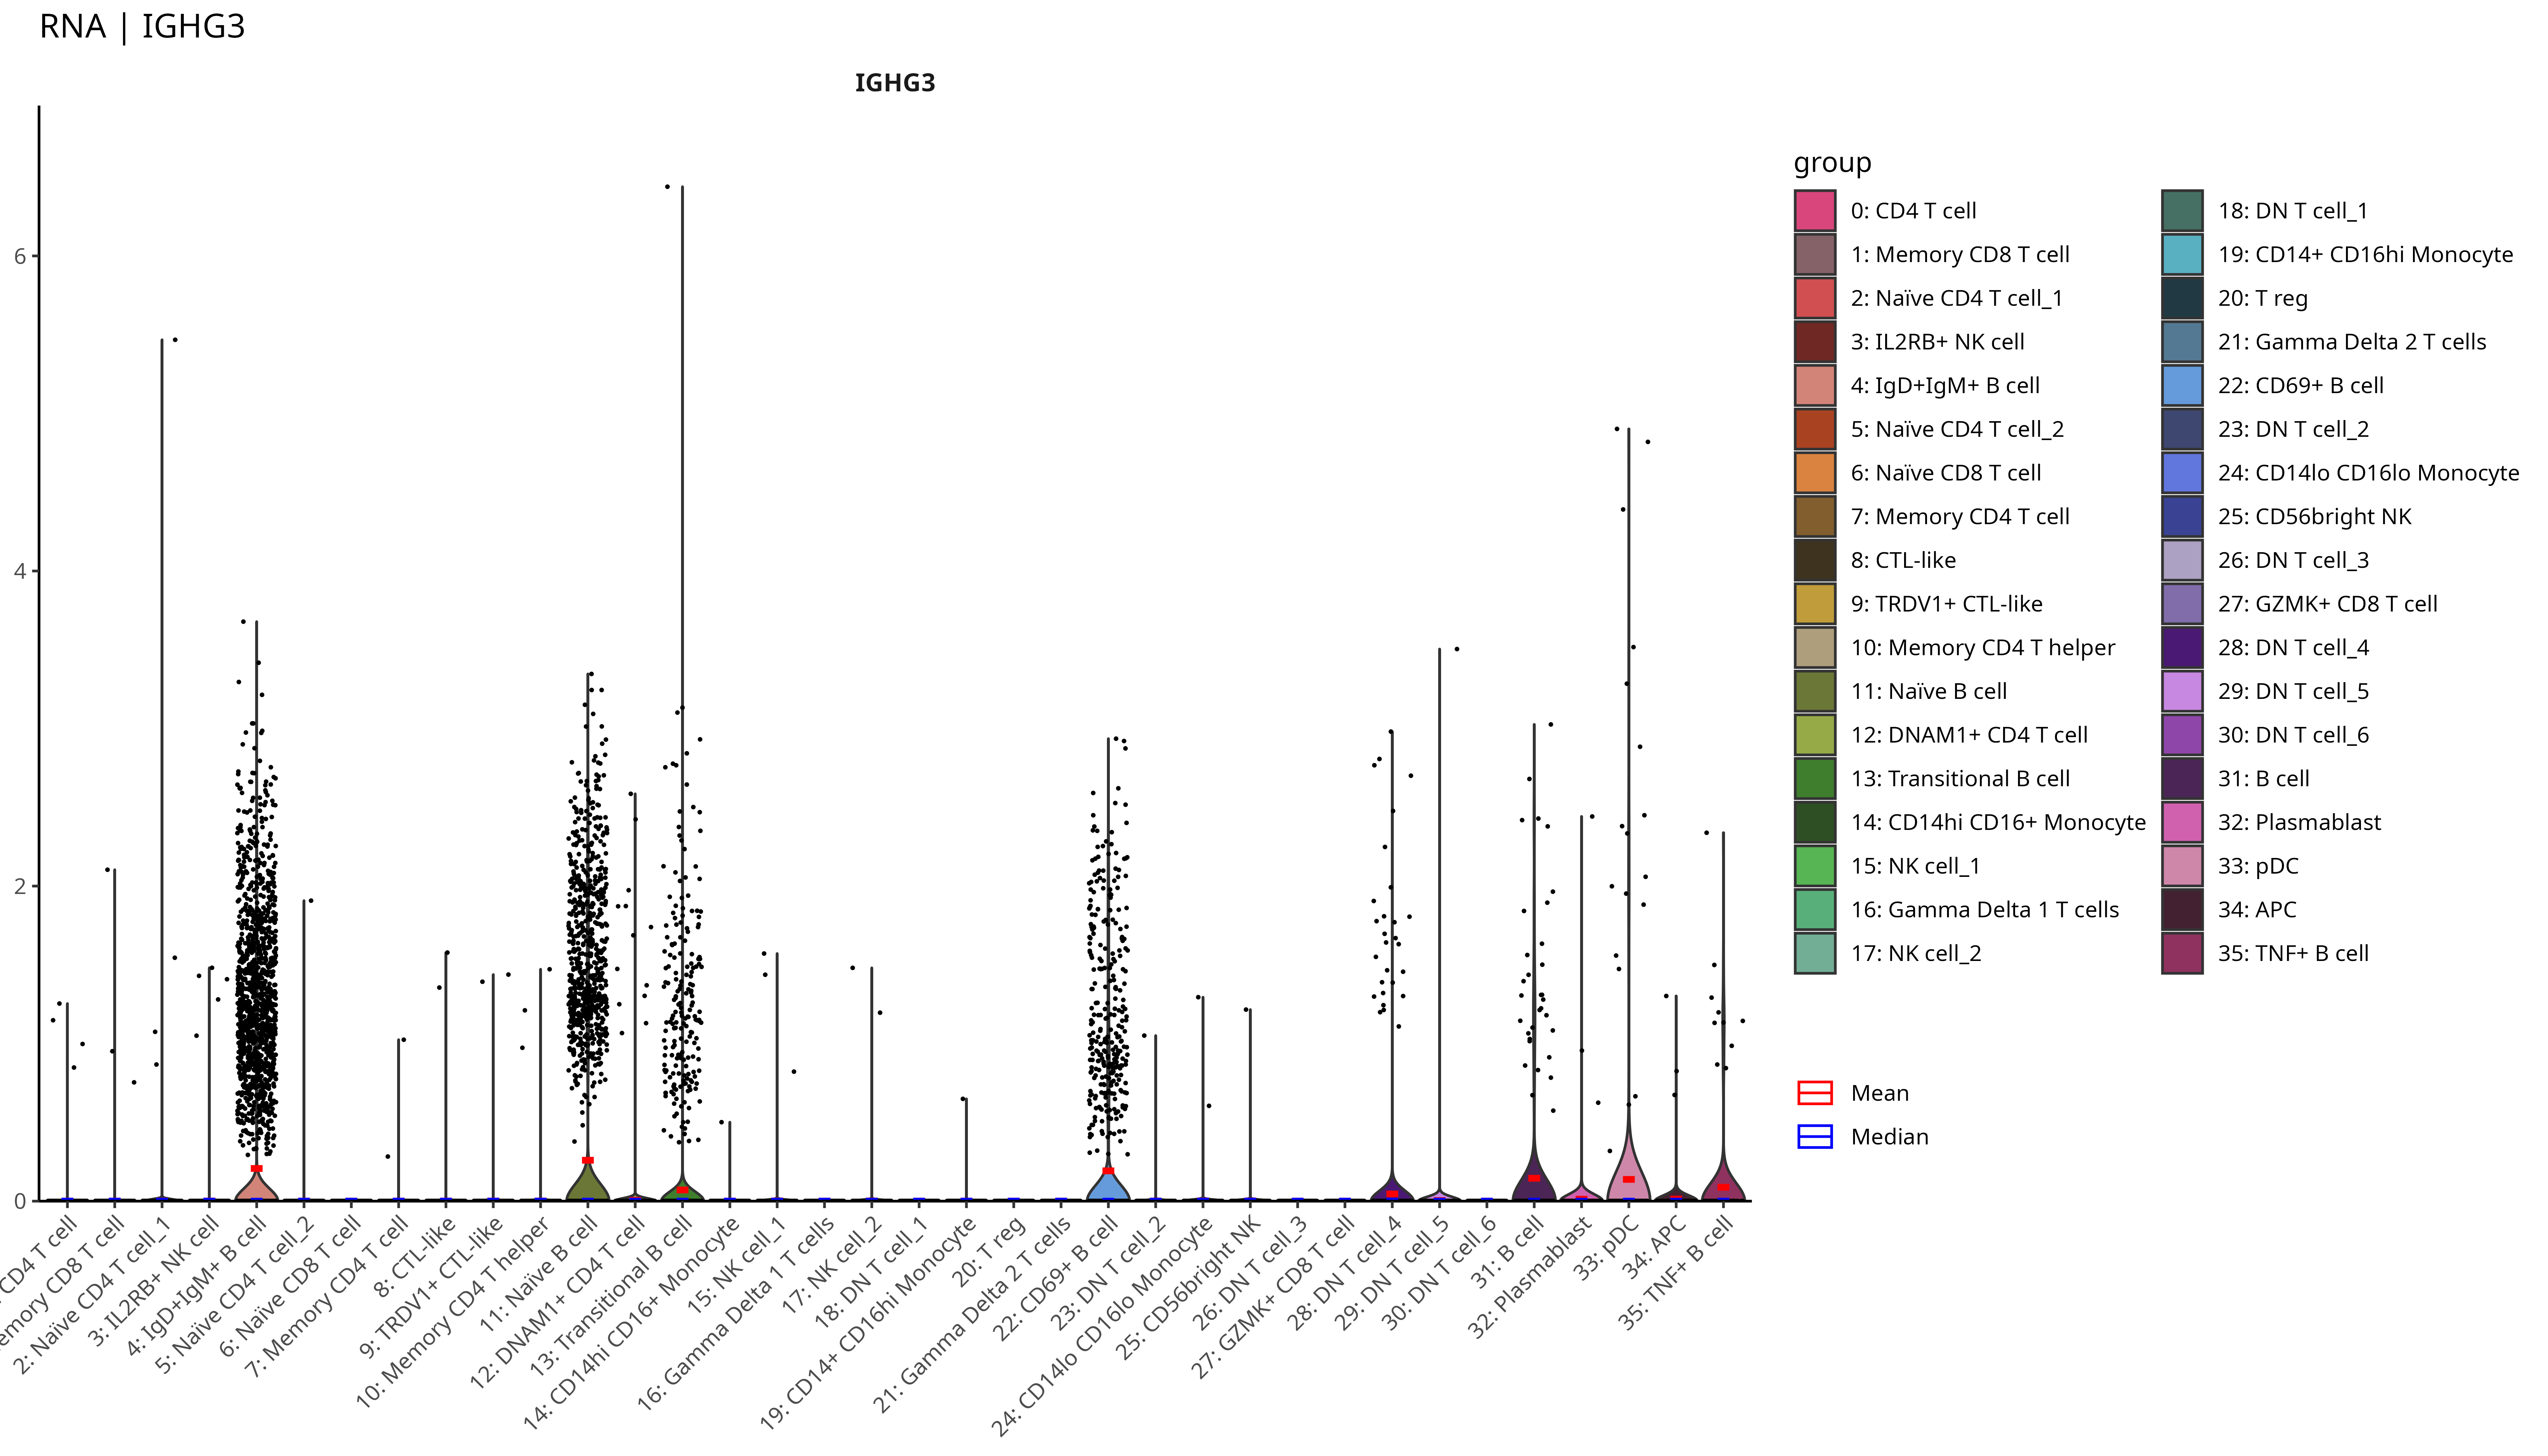 RNA | IGHG3
IGHG3
6
4
2
0
CD4 T cell
emory CD8 T cell
2: Naïve CD4 T cell_1
3: IL2RB+ NK cell
4: IgD+IgM+ B cell
5: Naïve CD4 T cell_2
6: Naïve CD8 T cell
7: Memory CD4 T cell
8: CTL-like
9: TRDV1+ CTL-like
10: Memory CD4 T helper
11: Naïve B cell
12: DNAM1+ CD4 T cell
13: Transitional B cell
14: CD14hi CD16+ Monocyte
15: NK cell_1
16: Gamma Delta 1 T cells
17: NK cell_2
18: DN T cell_1
19: CD14+ CD16hi Monocyte
20: T reg
21: Gamma Delta 2 T cells
22: CD69+ B cell
23: DN T cell_2
24: CD14lo CD16lo Monocyte
25: CD56bright NK
26: DN T cell_3
27: GZMK+ CD8 T cell
28: DN T cell_4
29: DN T cell_5
30: DN T cell_6
31: B cell
32: Plasmablast
33: pDC
34: APC
35: TNF+ B cell
group
0: CD4 T cell
1: Memory CD8 T cell
2: Naïve CD4 T cell_1
3: IL2RB+ NK cell
4: IgD+IgM+ B cell
5: Naïve CD4 T cell_2
6: Naïve CD8 T cell
7: Memory CD4 T cell
8: CTL-like
9: TRDV1+ CTL-like
10: Memory CD4 T helper
11: Naïve B cell
12: DNAM1+ CD4 T cell
13: Transitional B cell
14: CD14hi CD16+ Monocyte
15: NK cell_1
16: Gamma Delta 1 T cells
17: NK cell_2
18: DN T cell_1
19: CD14+ CD16hi Monocyte
20: T reg
21: Gamma Delta 2 T cells
22: CD69+ B cell
23: DN T cell_2
24: CD14lo CD16lo Monocyte
25: CD56bright NK
26: DN T cell_3
27: GZMK+ CD8 T cell
28: DN T cell_4
29: DN T cell_5
30: DN T cell_6
31: B cell
32: Plasmablast
33: pDC
34: APC
35: TNF+ B cell
Mean
Median